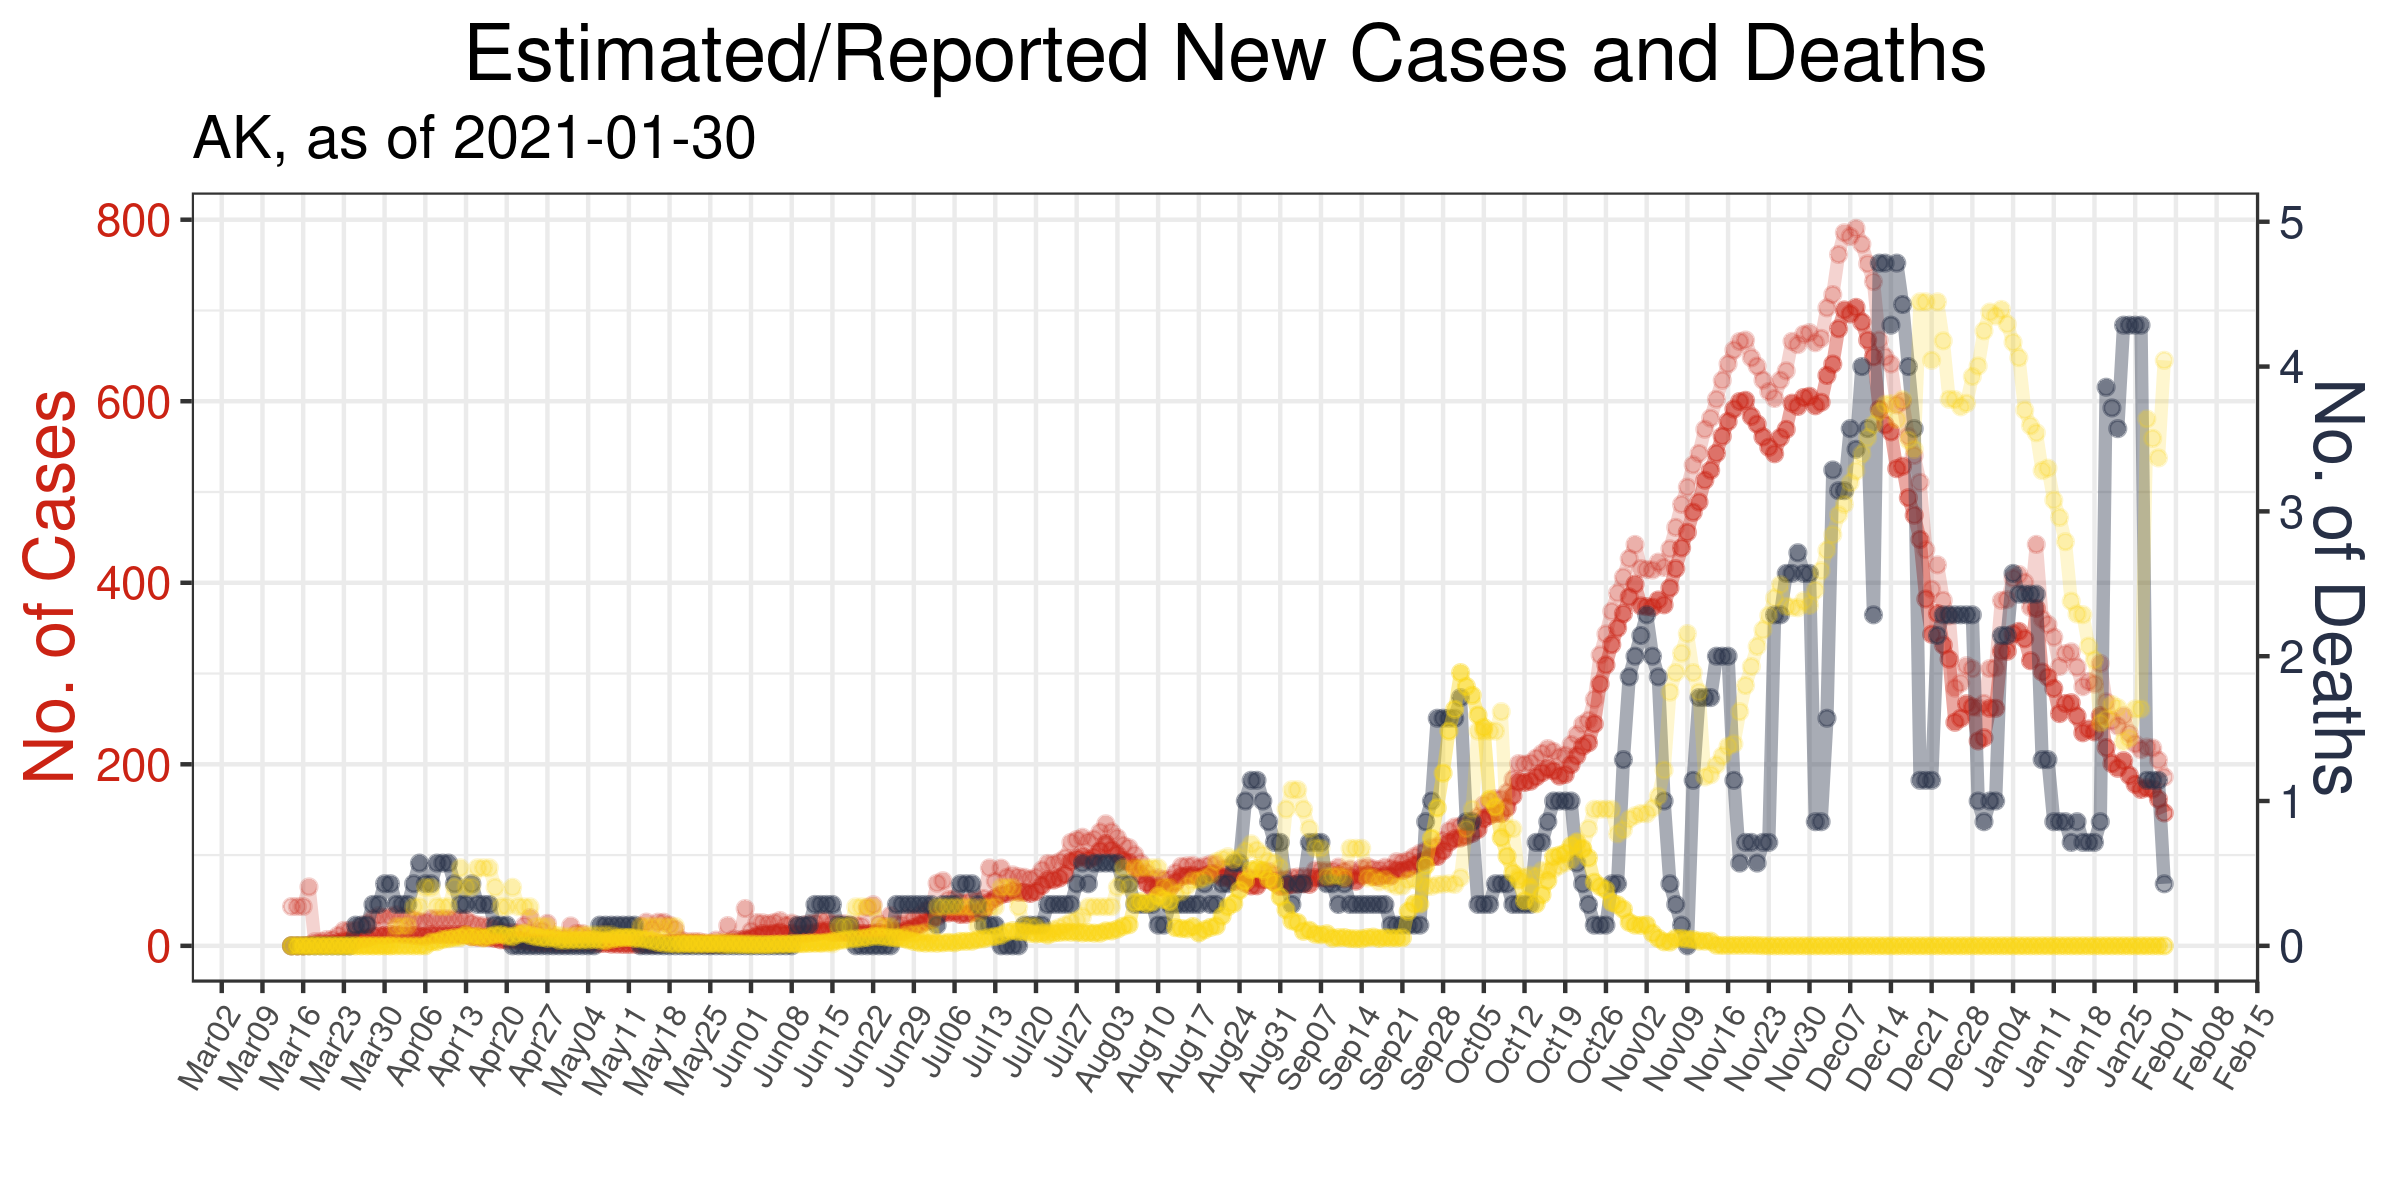 Estimated/Reported New Cases and Deaths
AK, as of 2021-01-30
No. of Cases
800
600
400
200
0
5
4
3
2
1
0
No. of Deaths
Mar02 Mar09 Mar16 Mar23 Mar30 Apr06 Apr13 Apr20 Apr27 May04 May11 May18 May25 Jun01 Jun08 Jun15 Jun22 Jun29 Jul06 Jul13 Jul20 Jul27 Aug03 Aug10 Aug17 Aug24 Aug31 Sep07 Sep14 Sep21 Sep28 Oct05 Oct12 Oct19 Oct26 Nov02 Nov09 Nov16 Nov23 Nov30 Dec07 Dec14 Dec21 Dec28 Jan04 Jan11 Jan18 Jan25 Feb01 Feb08 Feb15